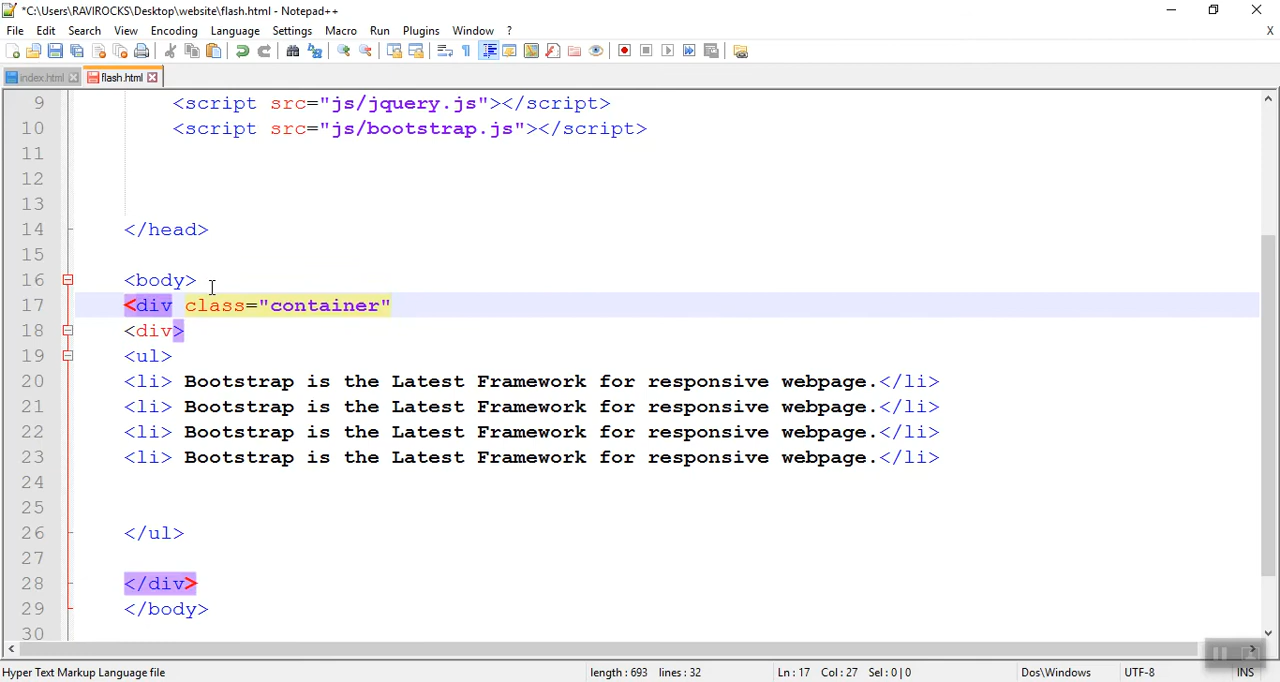 *C:\Users\RAVIROCKS\Desktop\website\flash.html - Notepad++
File Edit Search View Encoding Language Settings Macro Run Plugins Window ? X
index.html flash.html
9 <script src="js/jquery.js"></script>
10 <script src="js/bootstrap.js"></script>
11
12
13
14 </head>
15
16 <body>
17 <div class="container"
18 <div>
19 <ul>
20 <li> Bootstrap is the Latest Framework for responsive webpage.</li>
21 <li> Bootstrap is the Latest Framework for responsive webpage.</li>
22 <li> Bootstrap is the Latest Framework for responsive webpage.</li>
23 <li> Bootstrap is the Latest Framework for responsive webpage.</li>
24
25
26 </ul>
27
28 </div>
29 </body>
30
Hyper Text Markup Language file length : 693 lines : 32 Ln : 17 Col : 27 Sel : 0 | 0 Dos\Windows UTF-8 INS